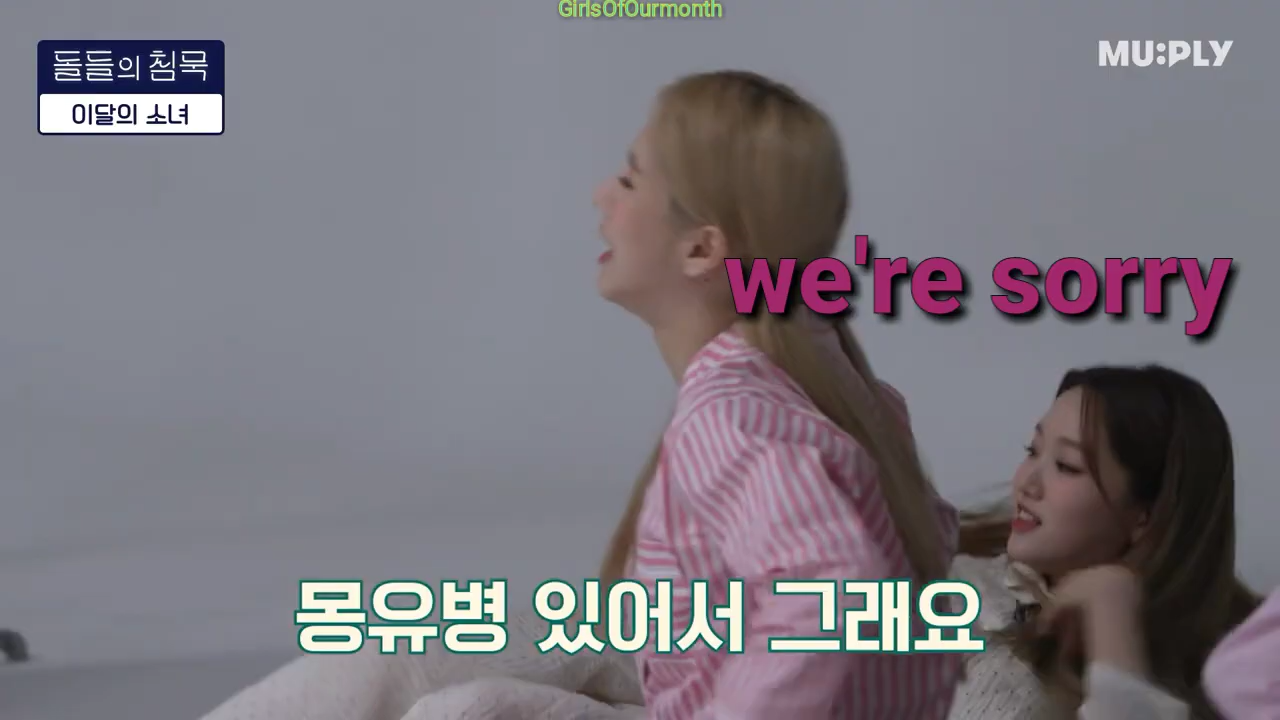 GirlsOfOurmonth
돌들의 침묵
MU:PLY
이달의 소녀
we're sorry
몽유병 있어서 그래요